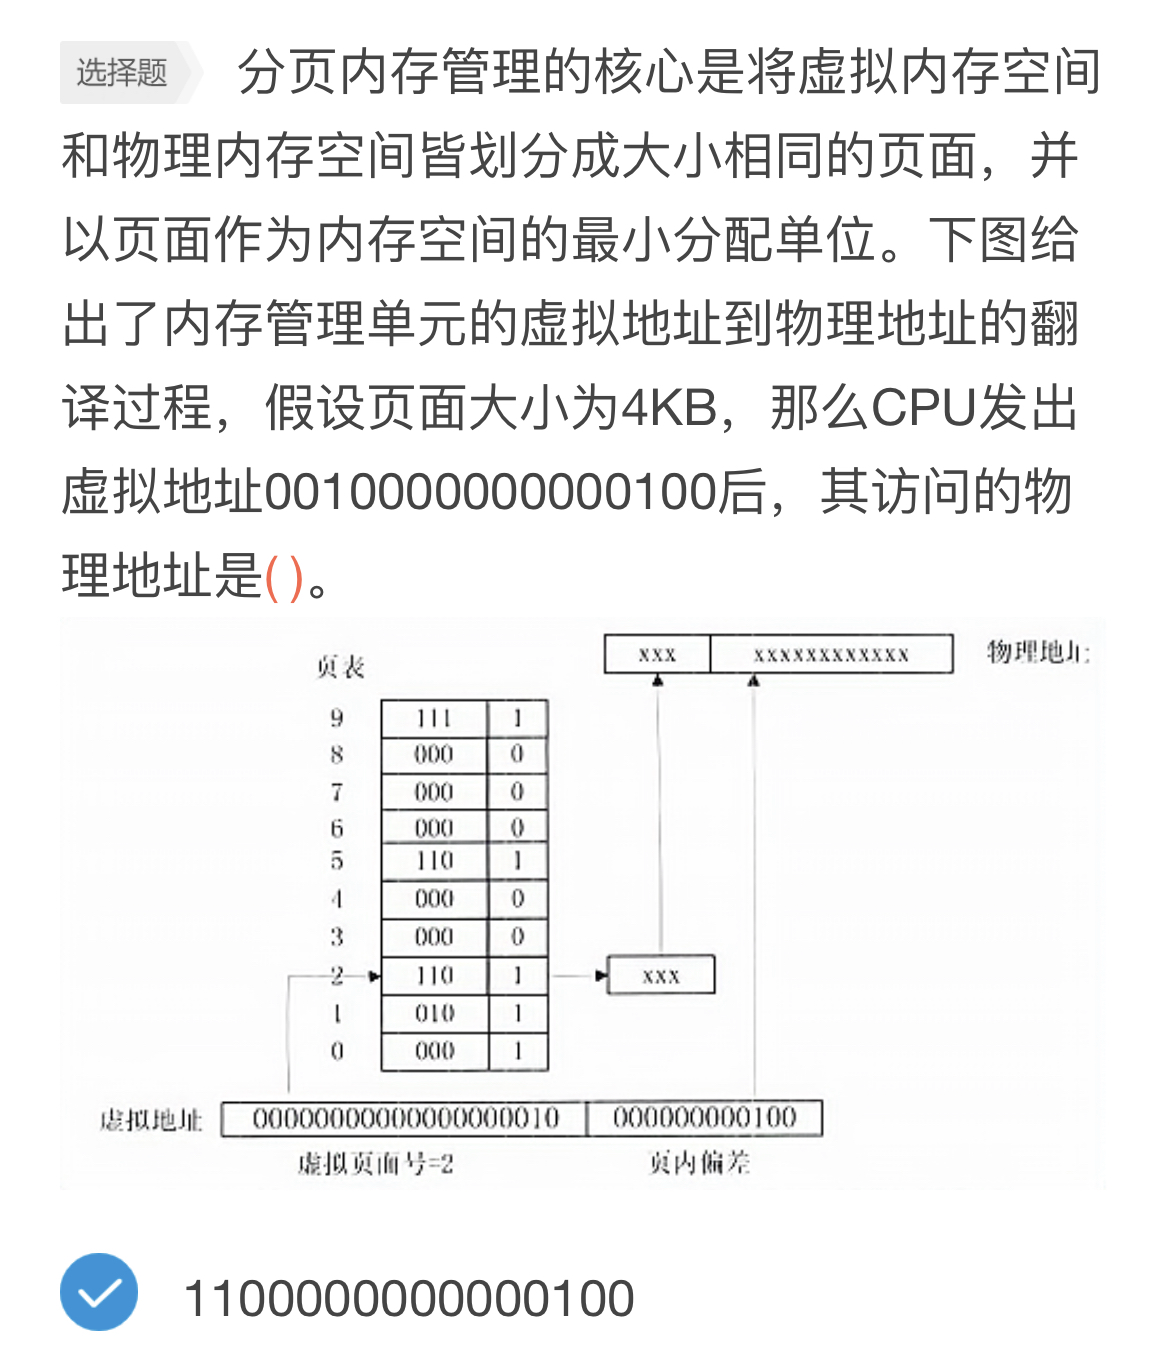 选择题 分页内存管理的核心是将虚拟内存空间
和物理内存空间皆划分成大小相同的页面，并
以页面作为内存空间的最小分配单位。下图给
出了内存管理单元的虚拟地址到物理地址的翻
译过程，假设页面大小为4KB，那么CPU发出
虚拟地址0010000000000100后，其访问的物
理地址是( )。
xxx xxxxxxxxxxxx 物理地址
页表
9 111 1
8 000 0
7 000 0
6 000 0
5 110 1
4 000 0
3 000 0
2 110 1 xxx
1 010 1
0 000 1
虚拟地址 00000000000000000010 000000000100
虚拟页面号=2 页内偏差
1100000000000100